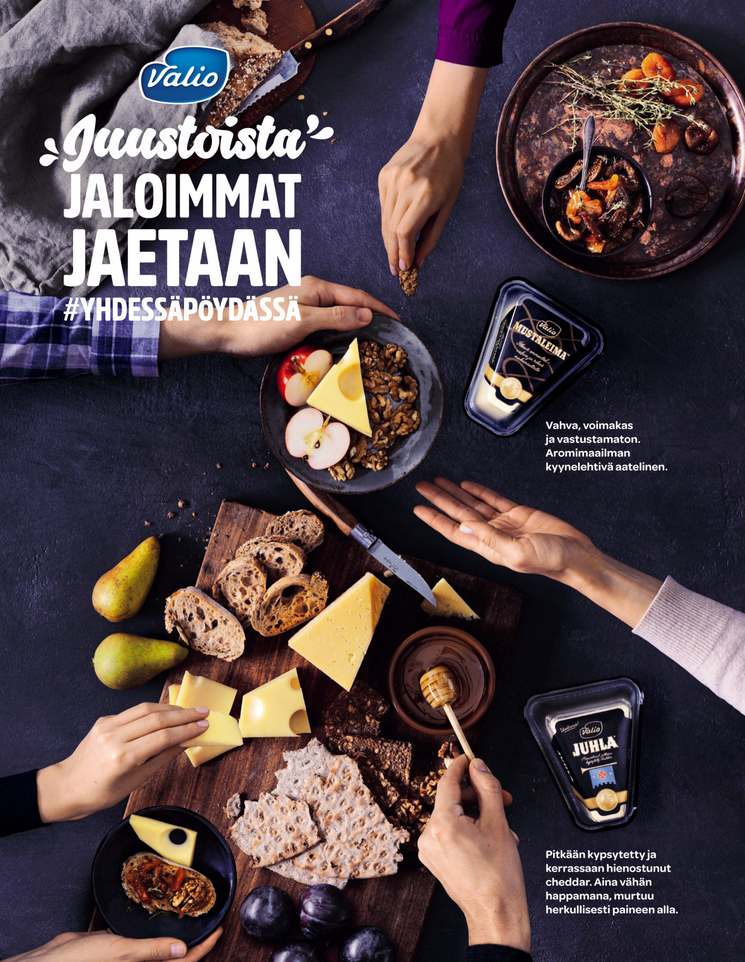 Valio
Juustoista
JALOIMMAT
JAETAAN
#YHDESSÄPÖYDÄSSÄ
Valio
MUSTALEIMA
Vahva, voimakas
ja vastustamaton.
Aromimaailman
kyynelehtivä aatelinen.
Valio
JUHLA
Pitkään kypsytetty ja
kerrassaan hienostunut
cheddar. Aina vähän
happamana, murtuu
herkullisesti paineen alla.